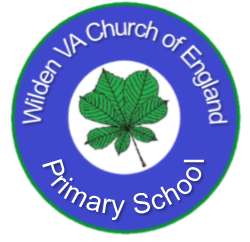 Wilden VA Church of England
Primary School